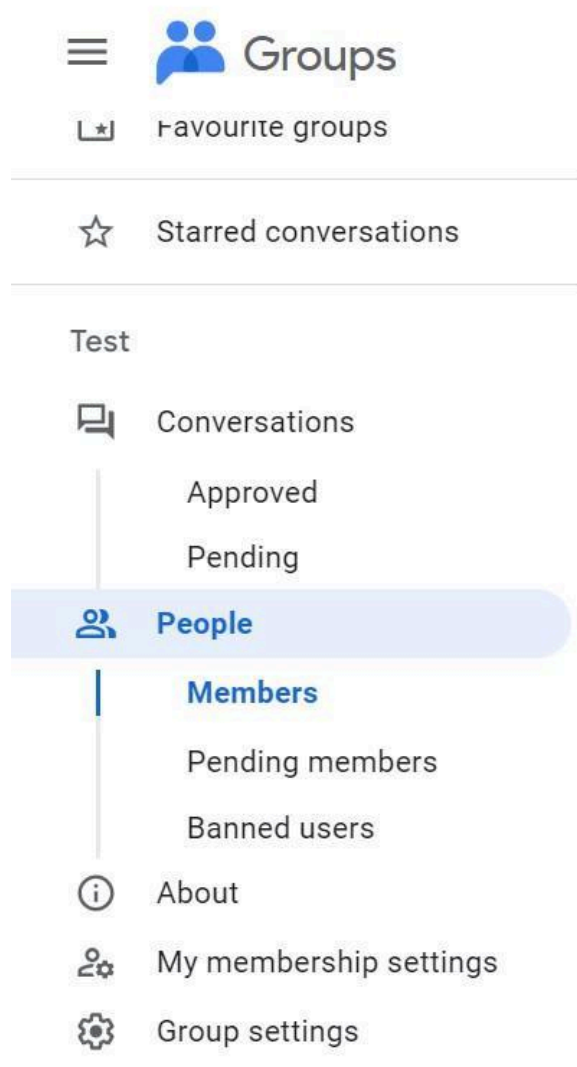 Groups
Favourite groups
Starred conversations
Test
Conversations
Approved
Pending
People
Members
Pending members
Banned users
About
My membership settings
Group settings